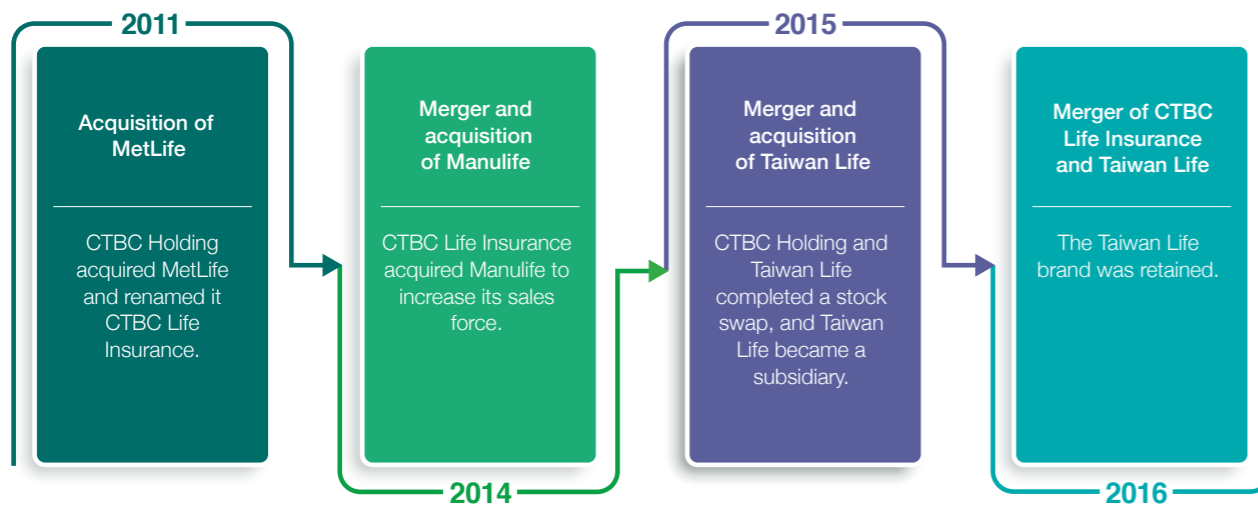 2011
Acquisition of
MetLife
CTBC Holding
acquired MetLife
and renamed it
CTBC Life
Insurance.
Merger and
acquisition
of Manulife
CTBC Life Insurance
acquired Manulife to
increase its sales
force.
2014
2015
Merger and
acquisition
of Taiwan Life
CTBC Holding and
Taiwan Life
completed a stock
swap, and Taiwan
Life became a
subsidiary.
Merger of CTBC
Life Insurance
and Taiwan Life
The Taiwan Life
brand was retained.
2016